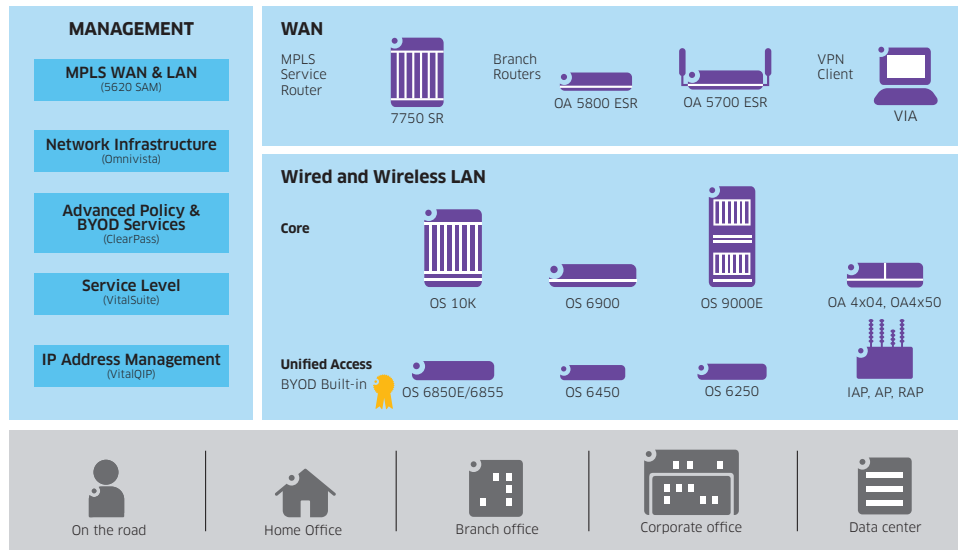 MANAGEMENT
MPLS WAN & LAN
(5620 SAM)
Network Infrastructure
(Omnivista)
Advanced Policy &
BYOD Services
(ClearPass)
Service Level
(VitalSuite)
IP Address Management
(VitalQIP)
WAN
MPLS
Service
Router
7750 SR
Branch
Routers
OA 5800 ESR
OA 5700 ESR
VPN
Client
VIA
Wired and Wireless LAN
Core
OS 10K
OS 6900
OS 9000E
OA 4x04, OA4x50
Unified Access
BYOD Built-in
OS 6850E/6855
OS 6450
OS 6250
IAP, AP, RAP
On the road
Home Office
Branch office
Corporate office
Data center